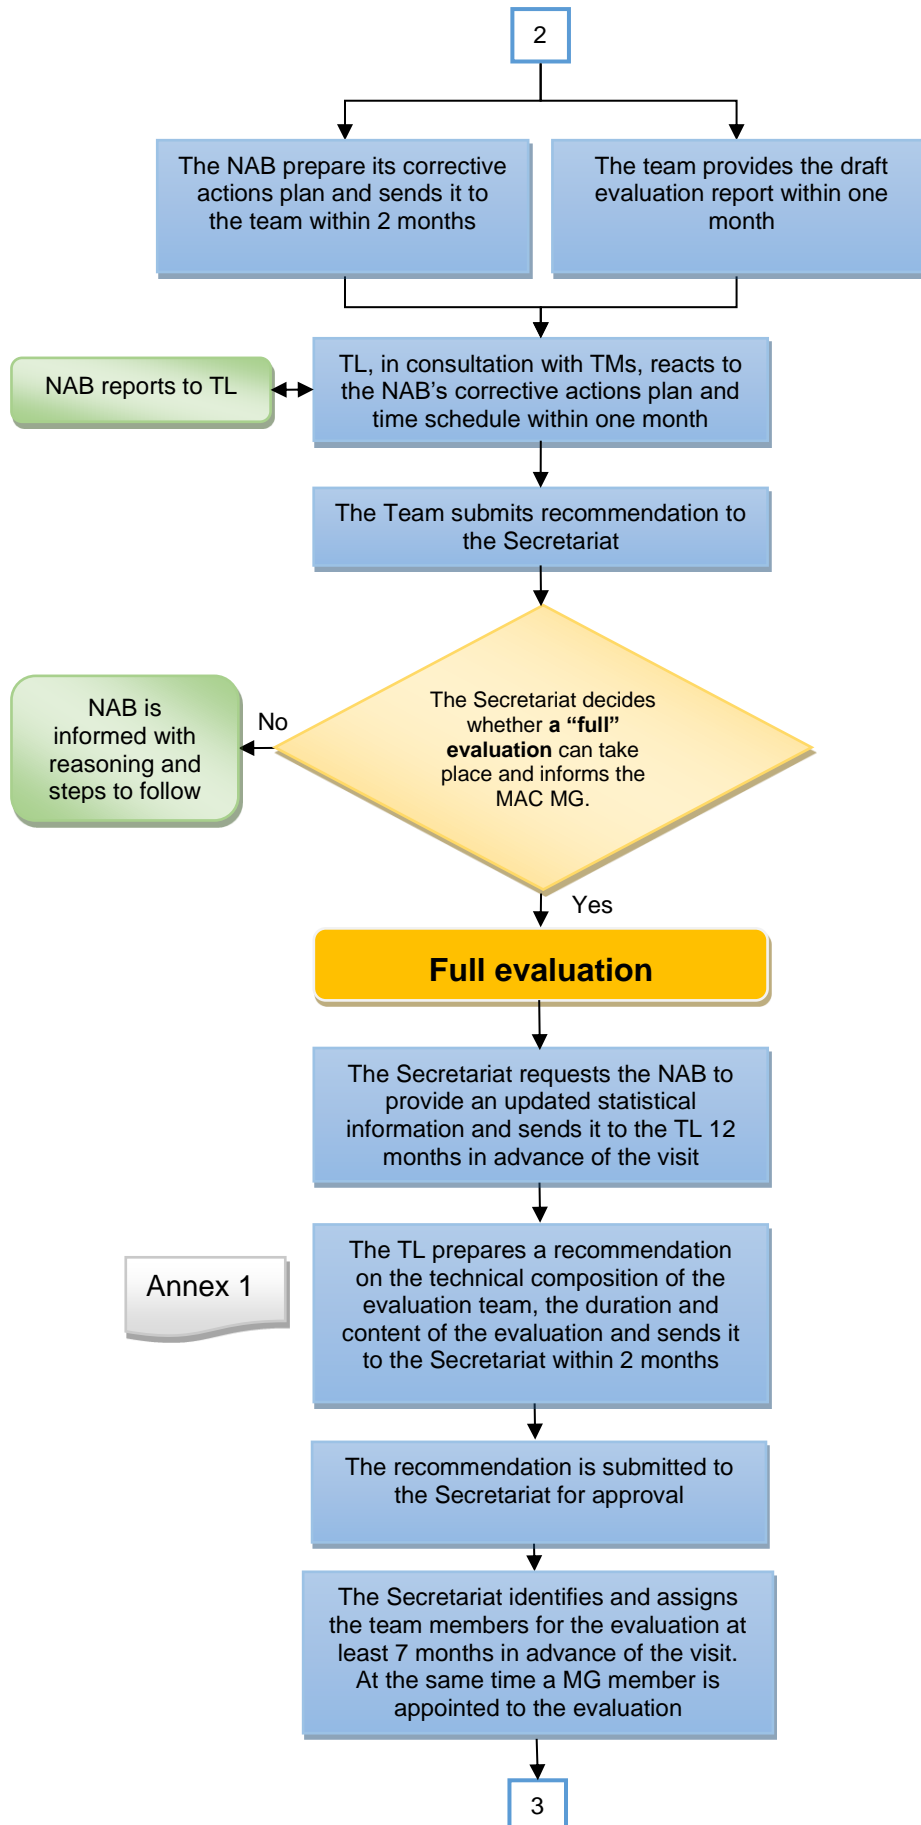 2
The NAB prepare its corrective
actions plan and sends it to
the team within 2 months
The team provides the draft
evaluation report within one
month
NAB reports to TL
TL, in consultation with TMs, reacts to
the NAB’s corrective actions plan and
time schedule within one month
The Team submits recommendation to
the Secretariat
The Secretariat decides
whether a “full”
evaluation can take
place and informs the
MAC MG.
No
NAB is
informed with
reasoning and
steps to follow
Yes
Full evaluation
The Secretariat requests the NAB to
provide an updated statistical
information and sends it to the TL 12
months in advance of the visit
Annex 1
The TL prepares a recommendation
on the technical composition of the
evaluation team, the duration and
content of the evaluation and sends it
to the Secretariat within 2 months
The recommendation is submitted to
the Secretariat for approval
The Secretariat identifies and assigns
the team members for the evaluation at
least 7 months in advance of the visit.
At the same time a MG member is
appointed to the evaluation
3